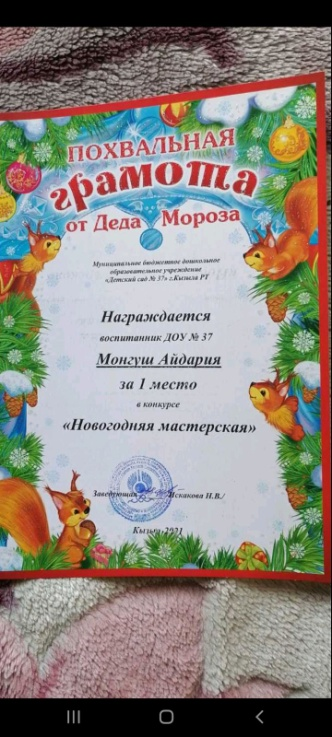 ПОХВАЛЬНАЯ
грамота
от Деда Мороза
Муниципальное бюджетное дошкольное
образовательное учреждение
«Детский сад № 37» г.Кызыла РТ
Награждается
воспитанник ДОУ № 37
Монгуш Айдария
за 1 место
в конкурсе
«Новогодняя мастерская»
Заведующая Искакова Н.В./
Кызыл-2021